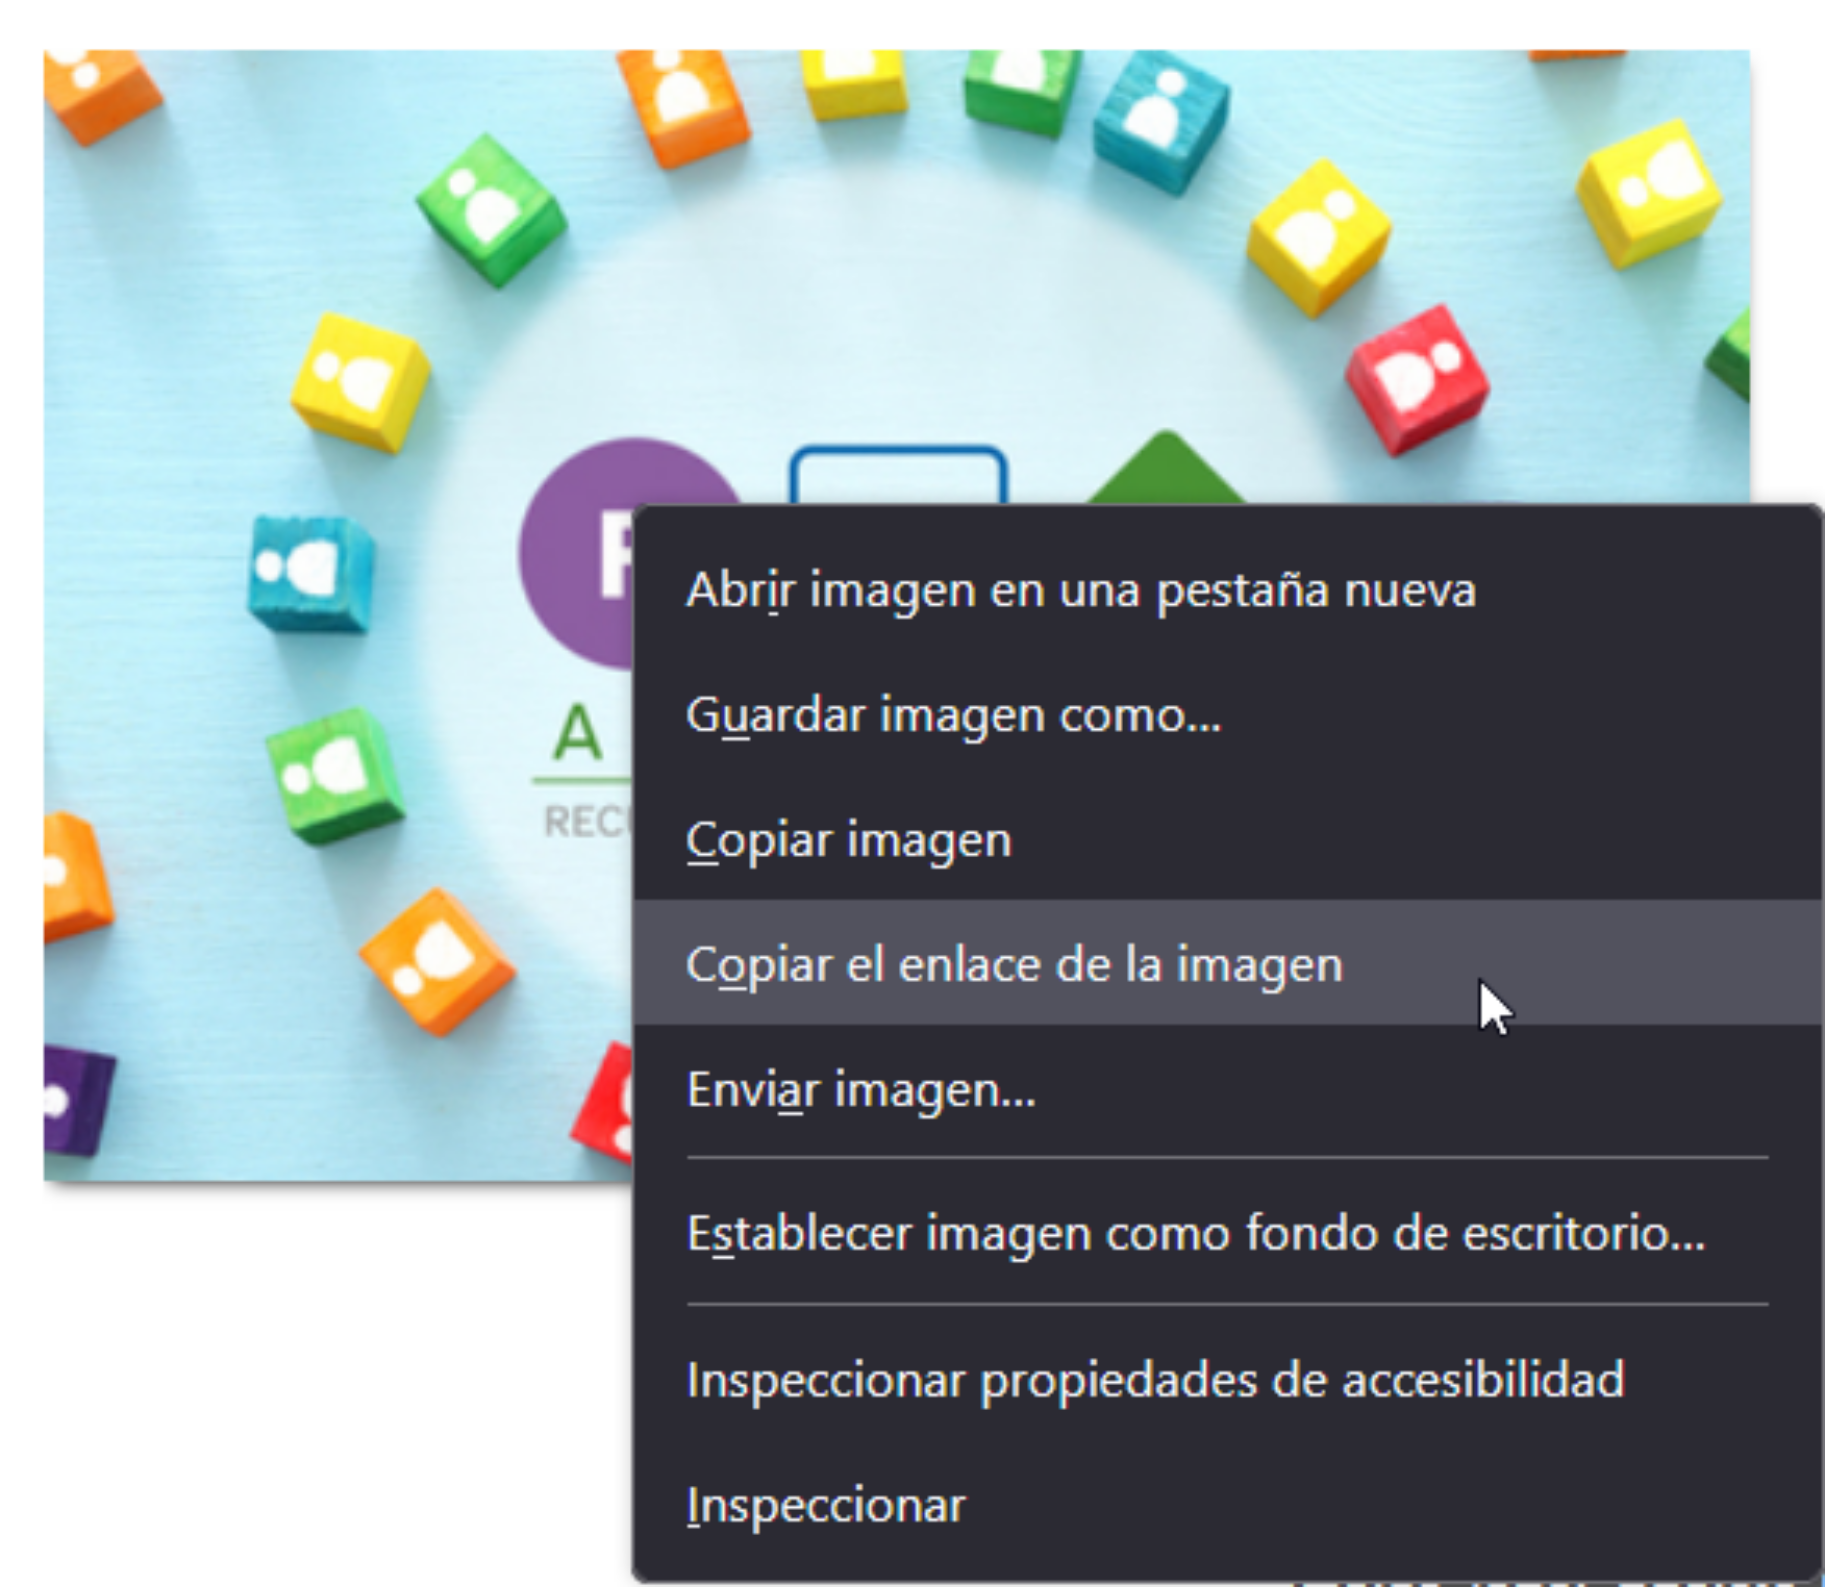 A
Abrir imagen en una pestaña nueva
Guardar imagen como...
Copiar imagen
Copiar el enlace de la imagen
Enviar imagen...
Establecer imagen como fondo de escritorio...
Inspeccionar propiedades de accesibilidad
Inspeccionar